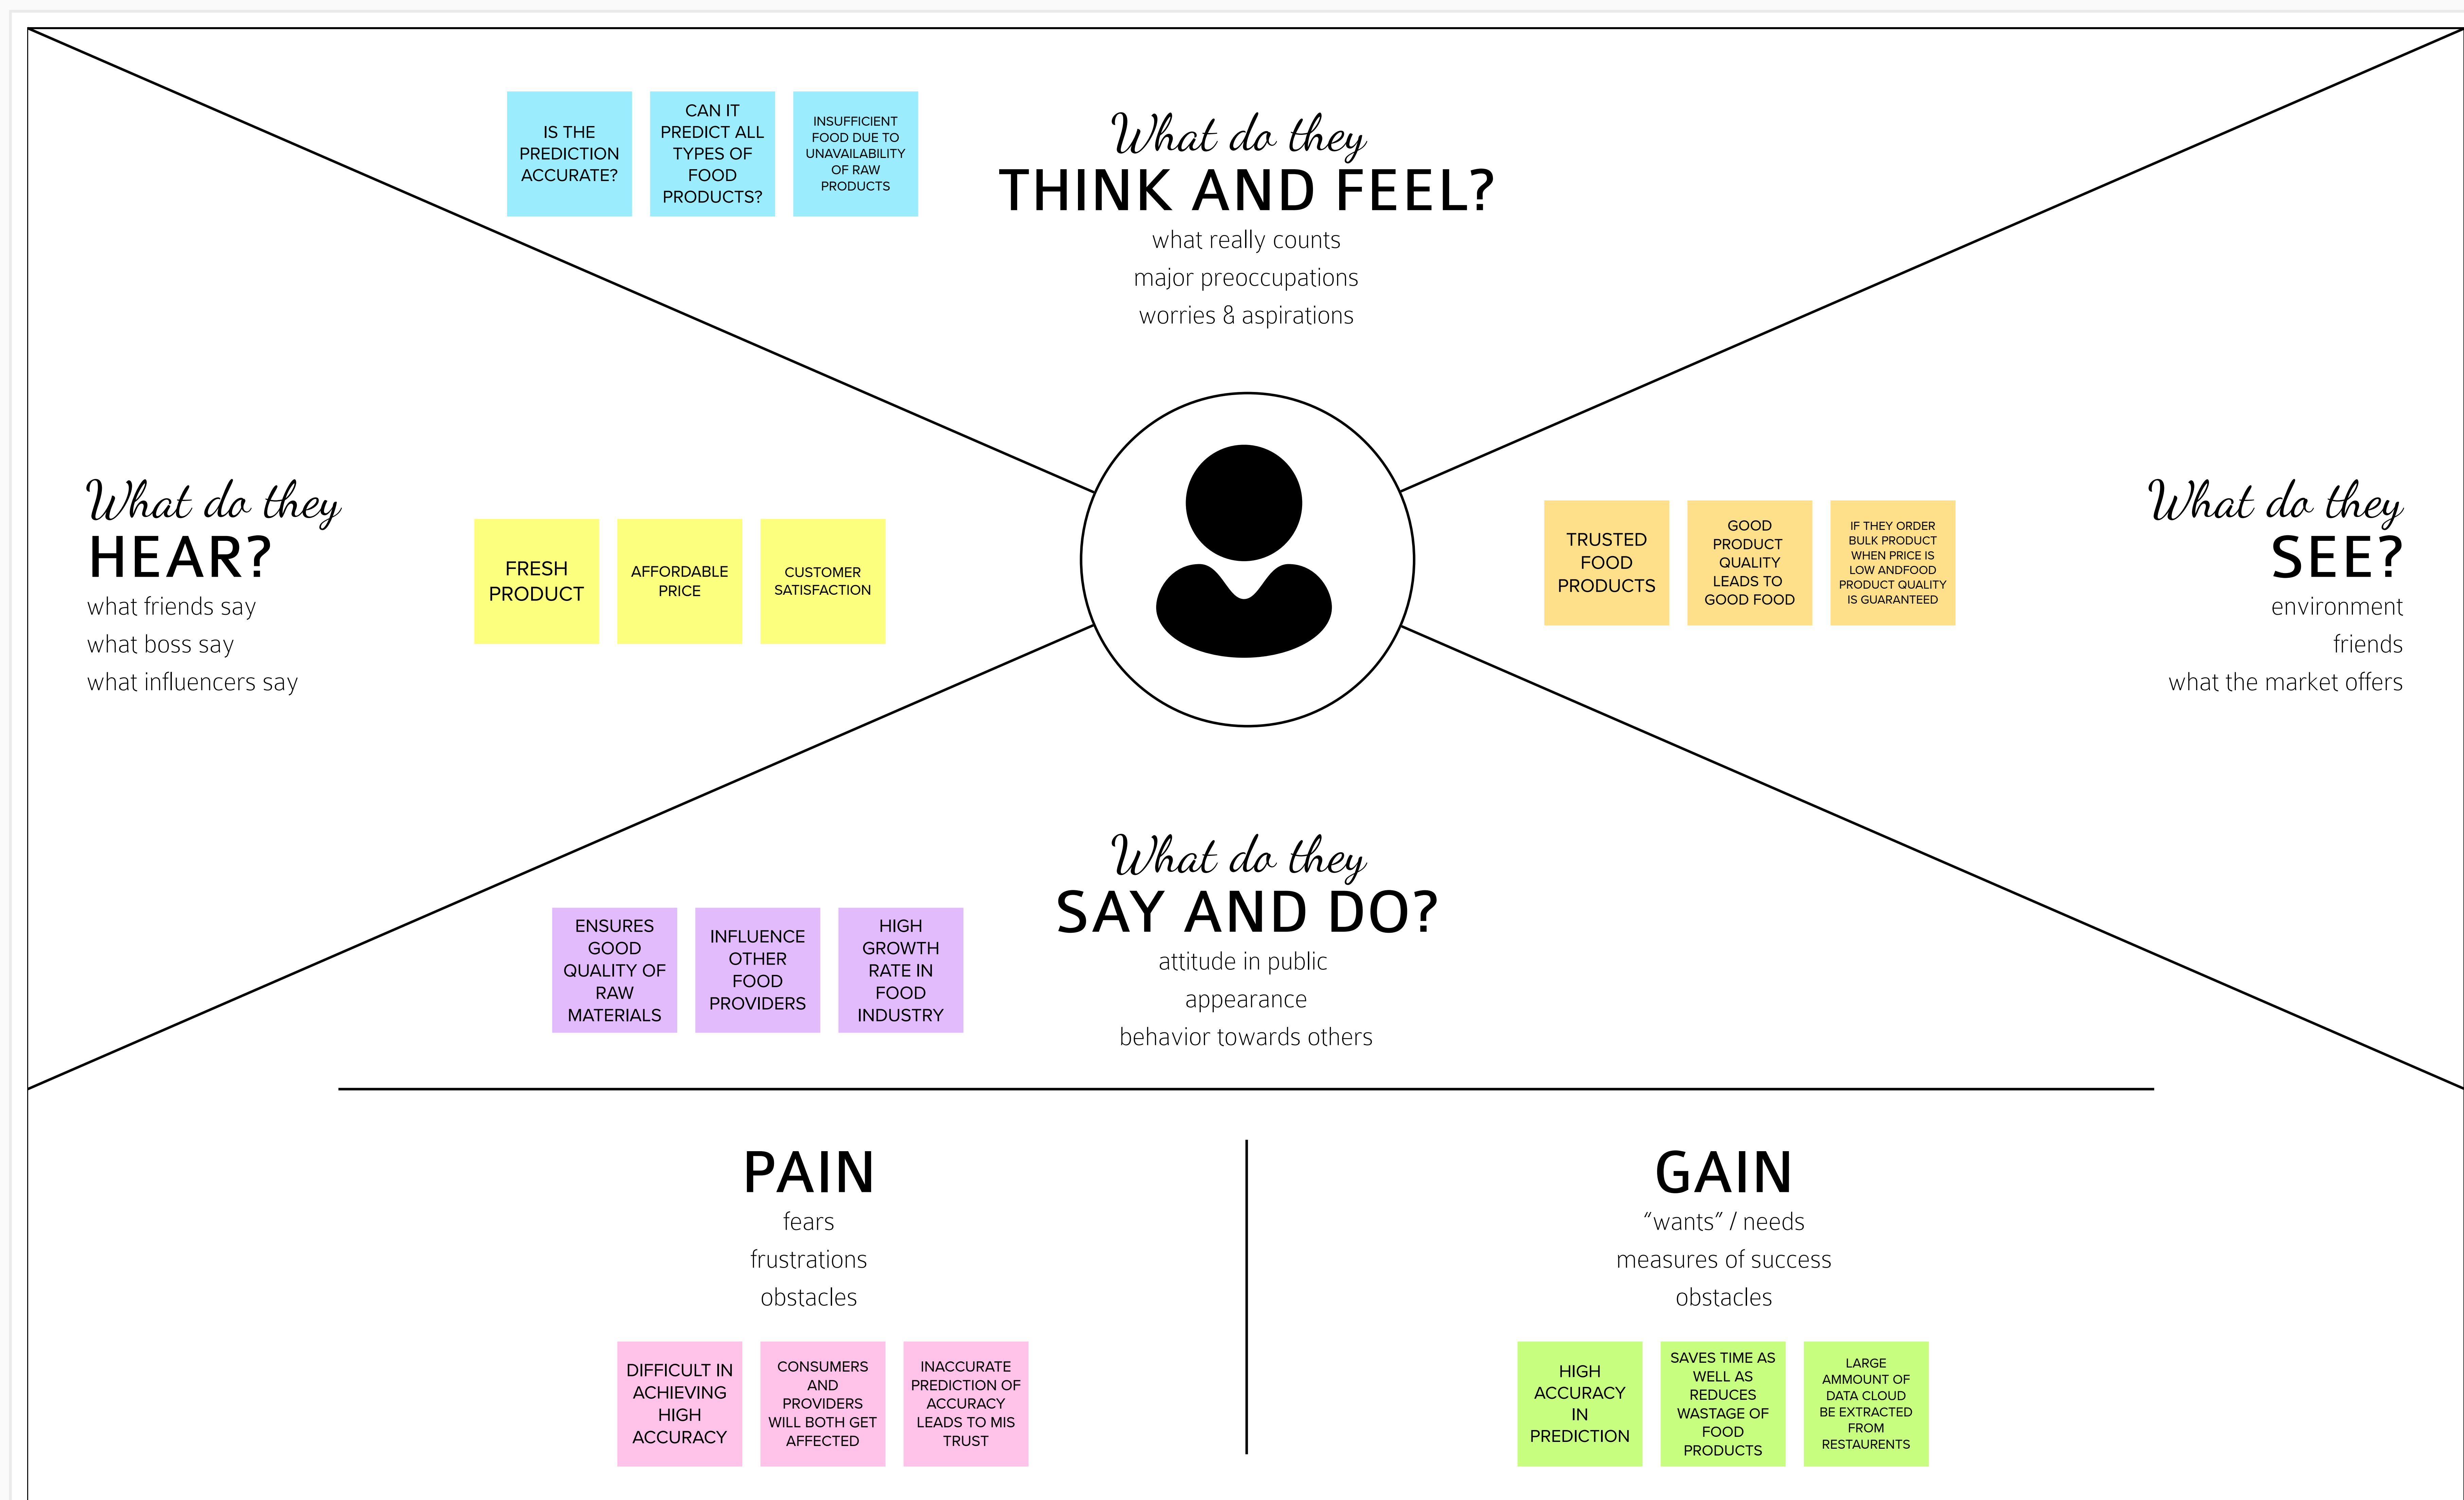 IS THE
PREDICTION
ACCURATE?
CAN IT
PREDICT ALL
TYPES OF
FOOD
PRODUCTS?
INSUFFICIENT
FOOD DUE TO
UNAVAILABILITY
OF RAW
PRODUCTS
What do they
THINK AND FEEL?
what really counts
major preoccupations
worries & aspirations
What do they
HEAR?
what friends say
what boss say
what influencers say
FRESH
PRODUCT
AFFORDABLE
PRICE
CUSTOMER
SATISFACTION
TRUSTED
FOOD
PRODUCTS
GOOD
PRODUCT
QUALITY
LEADS TO
GOOD FOOD
IF THEY ORDER
BULK PRODUCT
WHEN PRICE IS
LOW ANDFOOD
PRODUCT QUALITY
IS GUARANTEED
What do they
SEE?
environment
friends
what the market offers
ENSURES
GOOD
QUALITY OF
RAW
MATERIALS
INFLUENCE
OTHER
FOOD
PROVIDERS
HIGH
GROWTH
RATE IN
FOOD
INDUSTRY
What do they
SAY AND DO?
attitude in public
appearance
behavior towards others
PAIN
fears
frustrations
obstacles
DIFFICULT IN
ACHIEVING
HIGH
ACCURACY
CONSUMERS
AND
PROVIDERS
WILL BOTH GET
AFFECTED
INACCURATE
PREDICTION OF
ACCURACY
LEADS TO MIS
TRUST
GAIN
“wants” / needs
measures of success
obstacles
HIGH
ACCURACY
IN
PREDICTION
SAVES TIME AS
WELL AS
REDUCES
WASTAGE OF
FOOD
PRODUCTS
LARGE
AMMOUNT OF
DATA CLOUD
BE EXTRACTED
FROM
RESTAURENTS